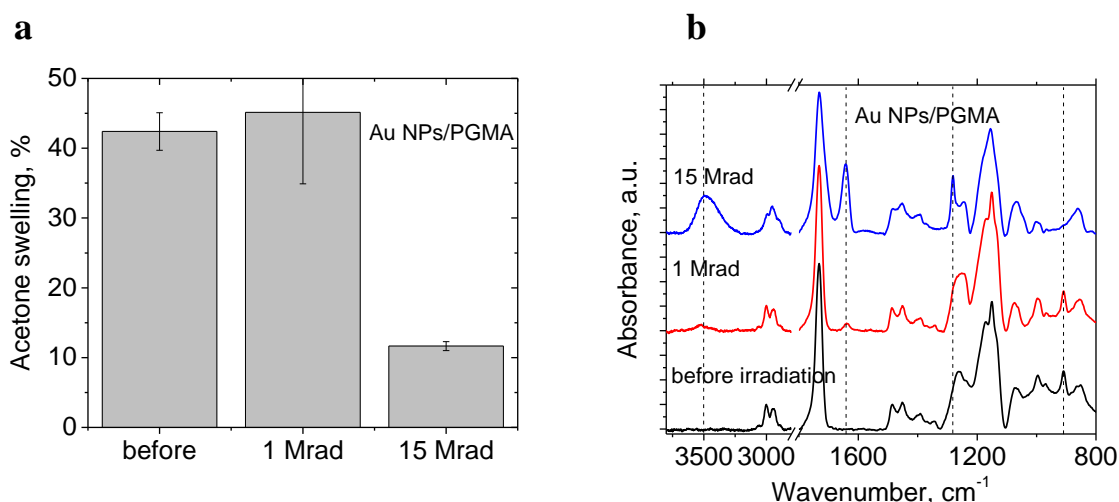 a
b
Acetone swelling, %
50
40
30
20
10
0
Au NPs/PGMA
before
1 Mrad
15 Mrad
Absorbance, a.u.
Au NPs/PGMA
15 Mrad
1 Mrad
before irradiation
3500
3000
1600
1200
800
Wavenumber, cm-1